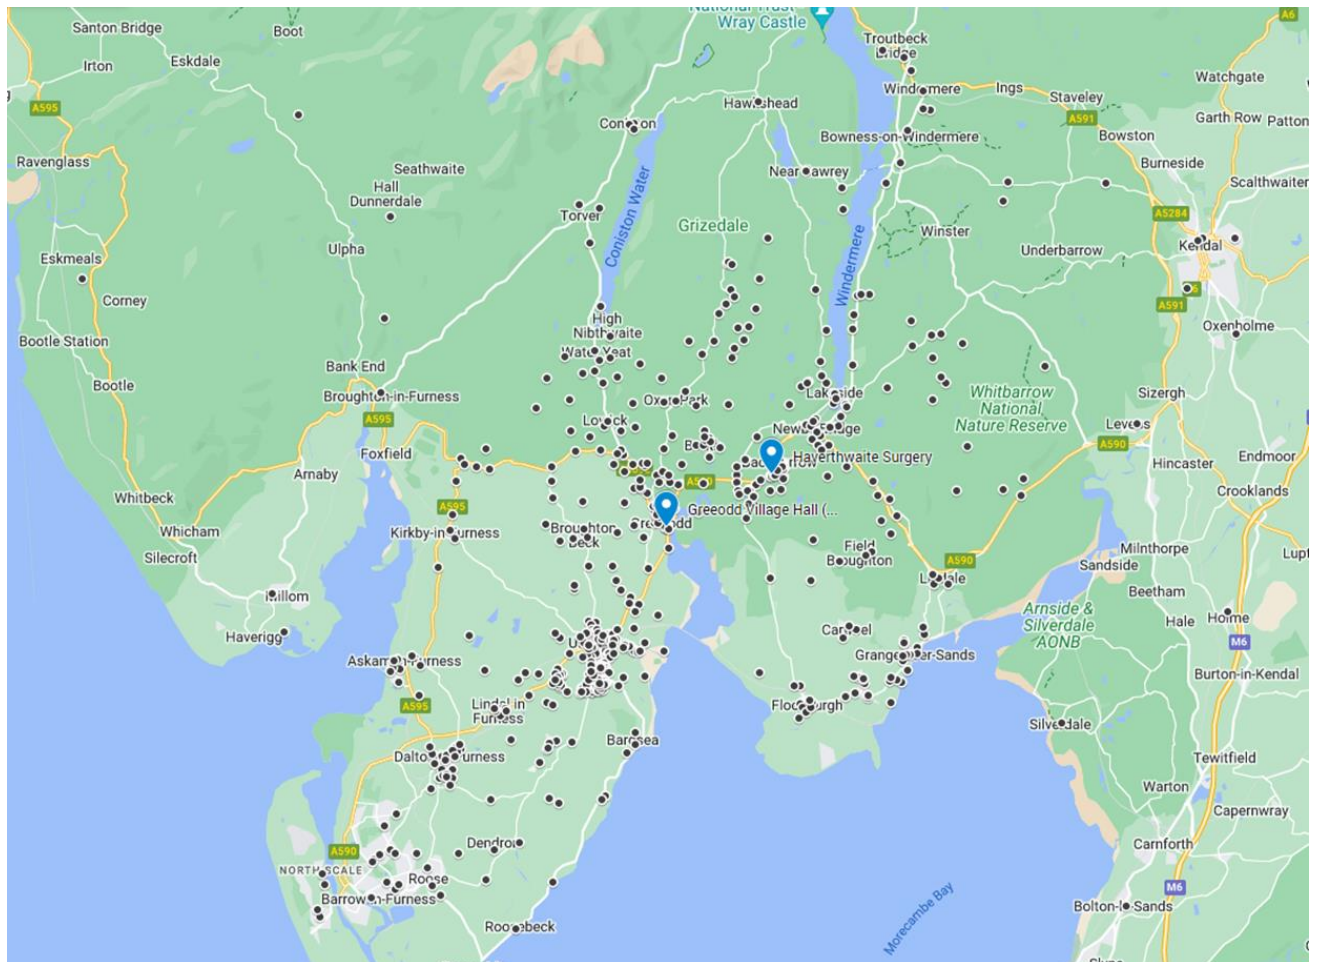 National Trust
Wray Castle
A6
Santon Bridge
Boot
Troutbeck
Bridge
Irton
Eskdale
Watchgate
A595
Windermere
Ings
Staveley
Hawkshead
A591
Garth Row
Patton
Coniston
Bowness-on-Windermere
Bowston
Ravenglass
Burneside
Seathwaite
Near Sawrey
Scalthwaiter
Hall
Dunnerdale
Torver
Coniston Water
Grizedale
A5284
Winster
Kendal
Ulpha
Underbarrow
Eskmeals
Windermere
Corney
A591
High
Nibthwaite
Oxenholme
Bootle Station
Water Yeat
Bank End
Bootle
Broughton-in-Furness
Oxen Park
Lakeside
Whitbarrow
National
Nature Reserve
Sizergh
A595
Lowick
Newby Bridge
Levens
Foxfield
Haverthwaite Surgery
A590
Endmoor
Hincaster
Arnaby
Whitbeck
A595
Crooklands
Greeodd Village Hall (...
Whicham
Kirkby-in-Furness
Broughton
Beck
Greeodd
Silecroft
Field
Broughton
A590
Milnthorpe
Lupt
Sandside
Lindale
Millom
Beetham
Arnside &
Silverdale
AONB
Hale
Holme
Haverigg
Cartmel
M6
Askam-in-Furness
Grange-over-Sands
Burton-in-Kendal
A595
Lindal in
Furness
Flookburgh
Silverdale
Bardsea
Dalton-in-Furness
Tewitfield
Warton
Capernwray
Dendron
Carnforth
A590
NORTH SCALE
Roose
M6
Barrow-in-Furness
Bolton-le-Sands
Morecambe Bay
Roosebeck